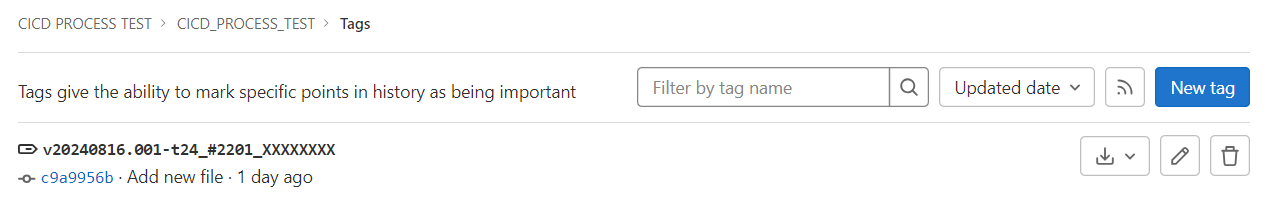 CICD PROCESS TEST > CICD_PROCESS_TEST > Tags
Tags give the ability to mark specific points in history as being important
Filter by tag name
Updated date
New tag
v20240816.001-t24_#2201_XXXXXXXX
c9a9956b · Add new file · 1 day ago